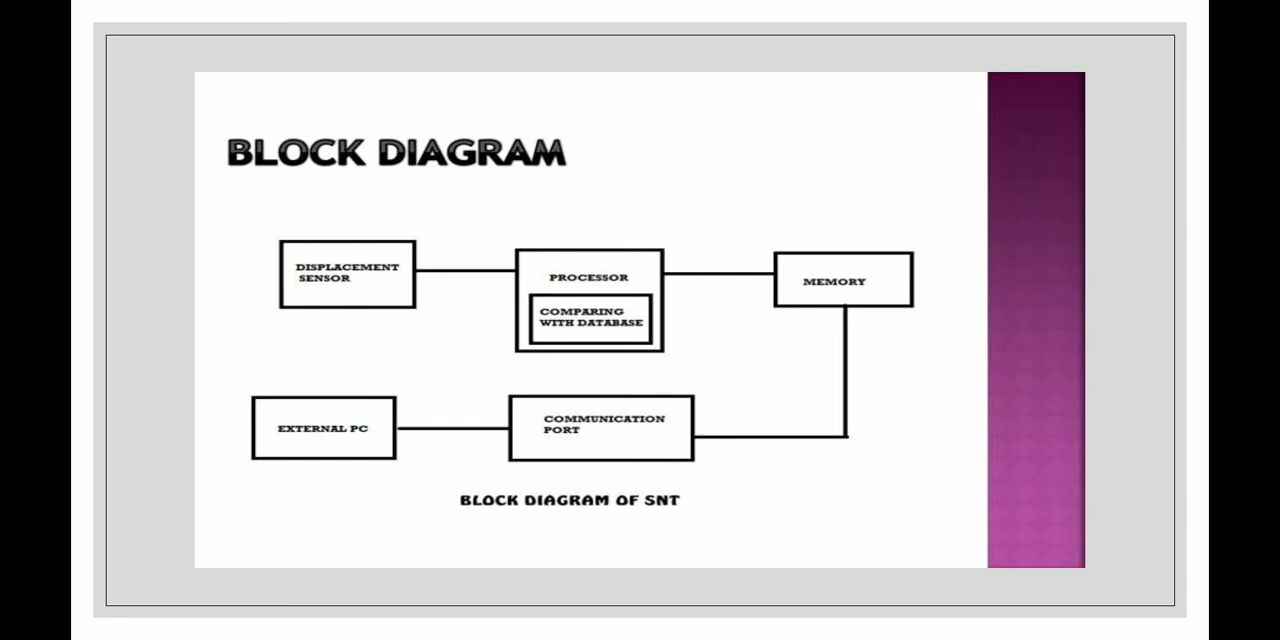 BLOCK DIAGRAM
DISPLACEMENT
SENSOR
PROCESSOR
COMPARING
WITH DATABASE
MEMORY
EXTERNAL PC
COMMUNICATION
PORT
BLOCK DIAGRAM OF SNT